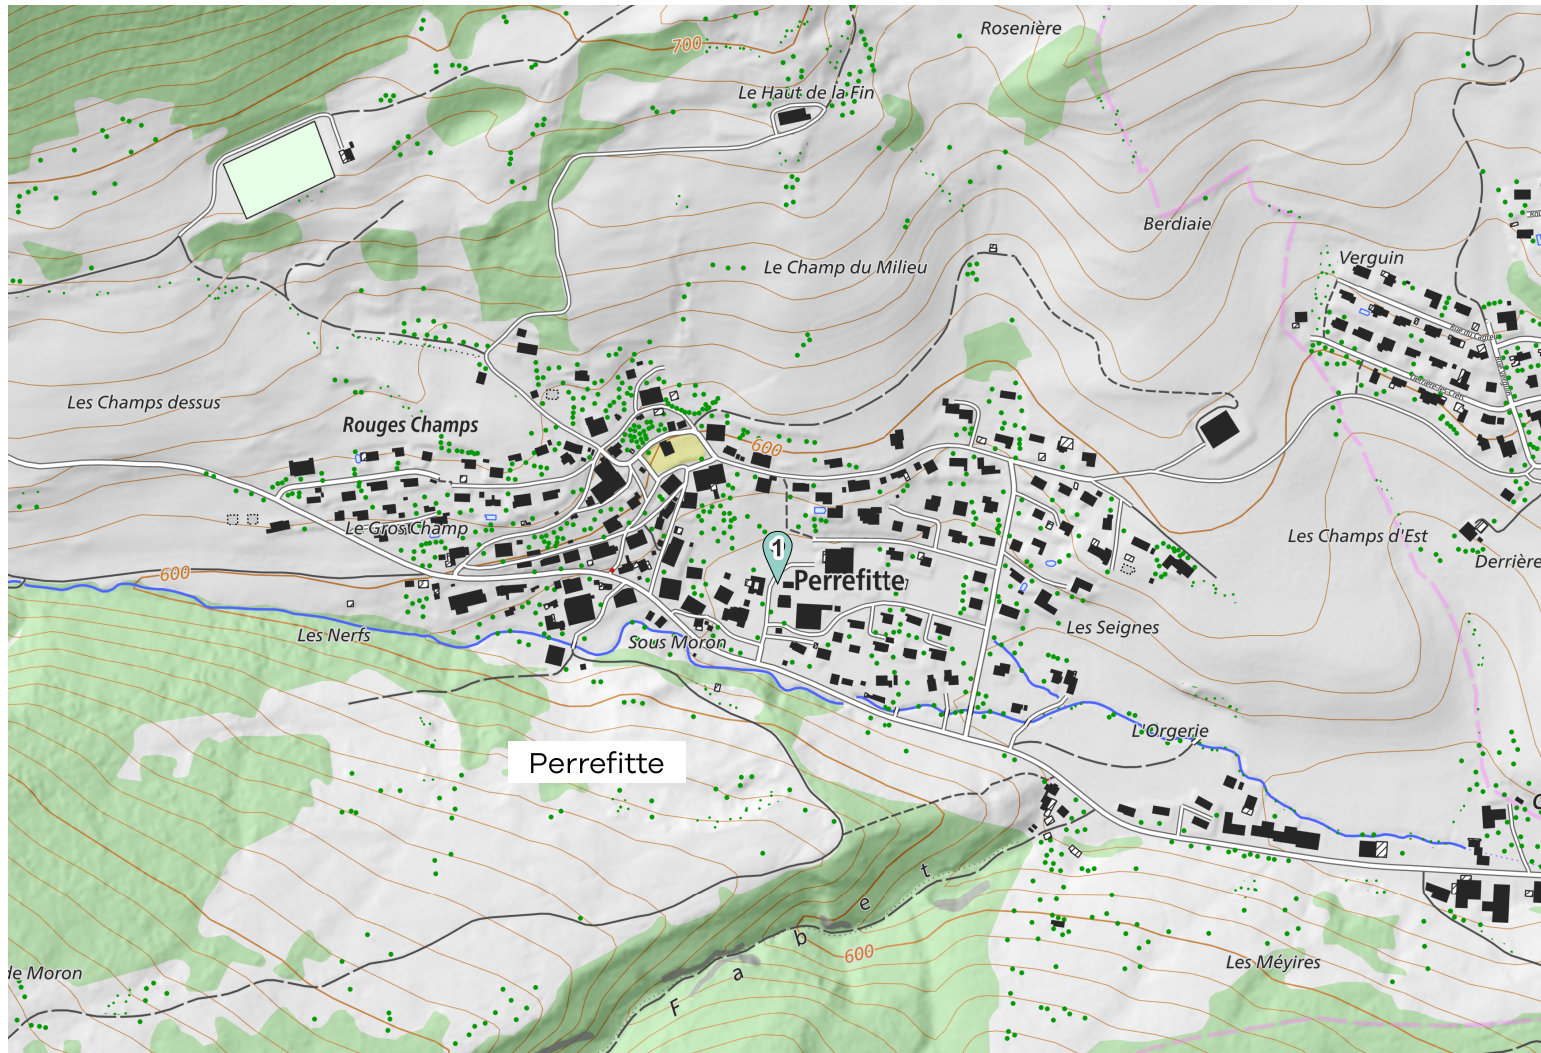 Rosenière
700
Le Haut de la Fin
Berdiaie
Verguin
Le Champ du Milieu
Les Champs dessus
Rouges Champs
600
Le Gros Champ
Les Champs d'Est
1
Derrière
600
Perrefitte
Les Nerfs
Sous Moron
Les Seignes
L'Orgerie
Perrefitte
F a b e t
600
Les Méyires
de Moron